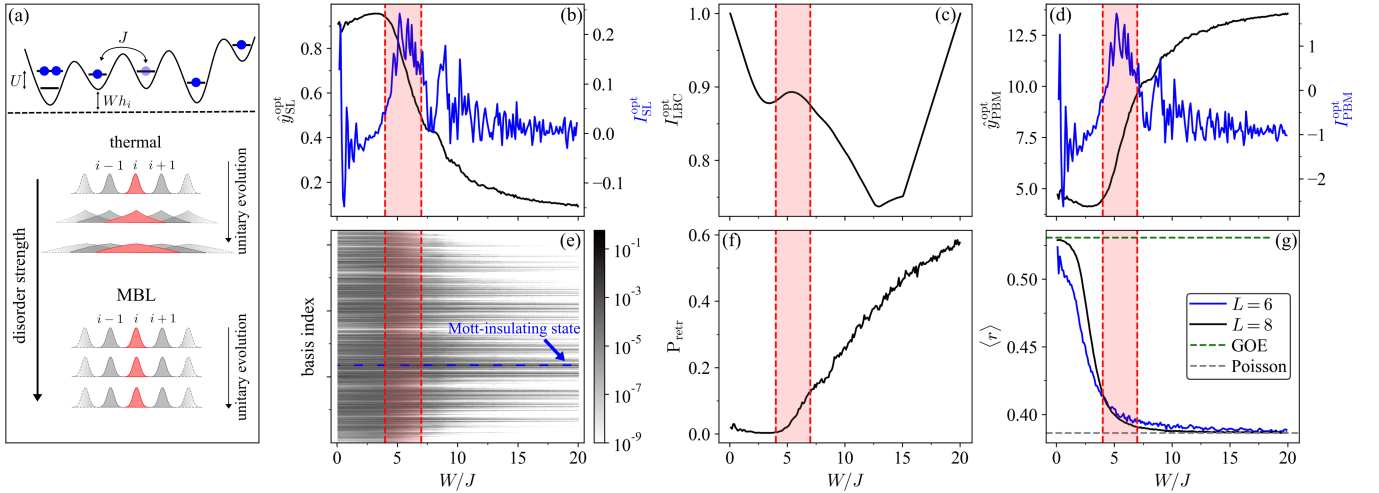 (a)
J
U
Wh_i
thermal
i − 1 i i + 1
unitary evolution
disorder strength
MBL
i − 1 i i + 1
unitary evolution
(b)
ŷ_SL^opt
0.8
0.6
0.4
0.2
0.2
0.1
0.0
−0.1
I_SL^opt
(c)
I_LBC^opt
1.0
0.9
0.8
(d)
ŷ_PBM^opt
12.5
10.0
7.5
5.0
1
0
−1
−2
I_PBM^opt
(e)
basis index
Mott-insulating state
10^-1
10^-3
10^-5
10^-7
10^-9
0 5 10 15 20
W/J
(f)
P_retr
0.6
0.4
0.2
0.0
0 5 10 15 20
W/J
(g)
⟨r⟩
0.50
0.45
0.40
L = 6
L = 8
GOE
Poisson
0 5 10 15 20
W/J